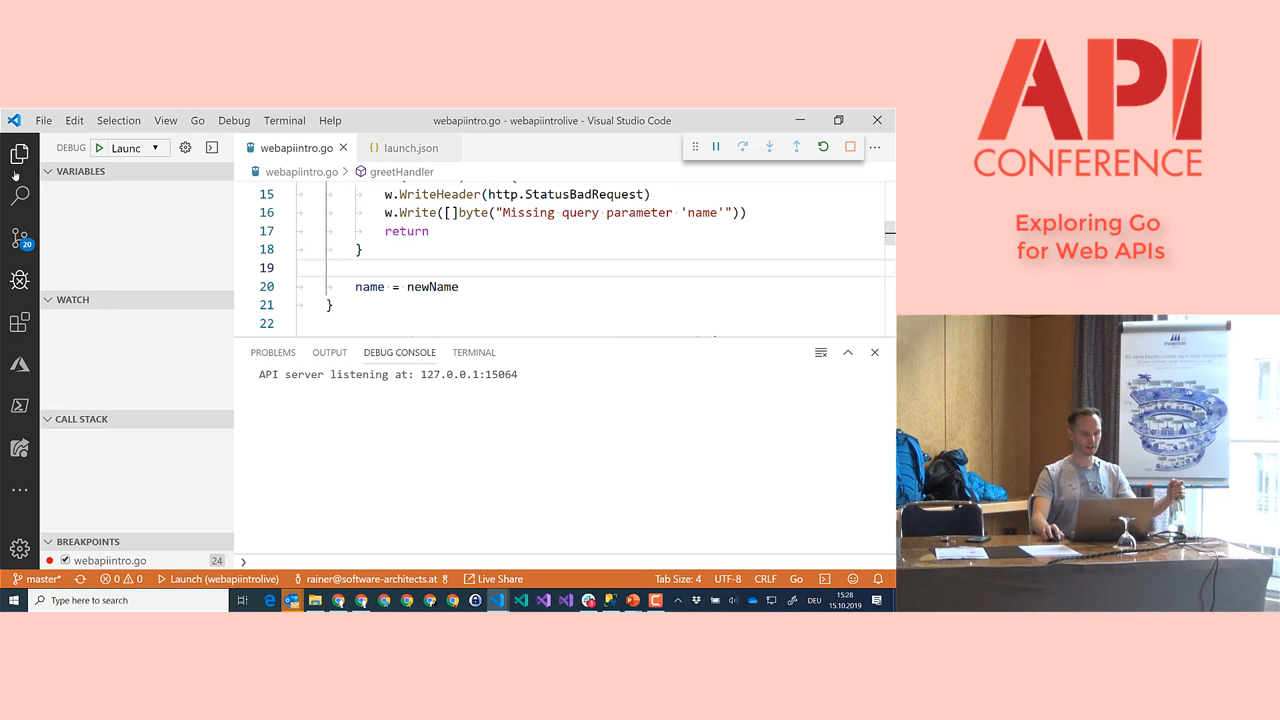 API
CONFERENCE
Exploring Go
for Web APIs
File Edit Selection View Go Debug Terminal Help
webapiintro.go - webapiintrolive - Visual Studio Code
DEBUG Launc
webapiintro.go
launch.json
webapiintro.go > greetHandler
VARIABLES
WATCH
CALL STACK
BREAKPOINTS
webapiintro.go 24
20
15 w.WriteHeader(http.StatusBadRequest)
16 w.Write([]byte("Missing query parameter 'name'"))
17 return
18 }
19
20 name = newName
21 }
22
PROBLEMS OUTPUT DEBUG CONSOLE TERMINAL
API server listening at: 127.0.0.1:15064
master* 0 0 Launch (webapiintrolive) rainer@software-architects.at Live Share Tab Size: 4 UTF-8 CRLF Go
Type here to search
DEU
15:28
15.10.2019